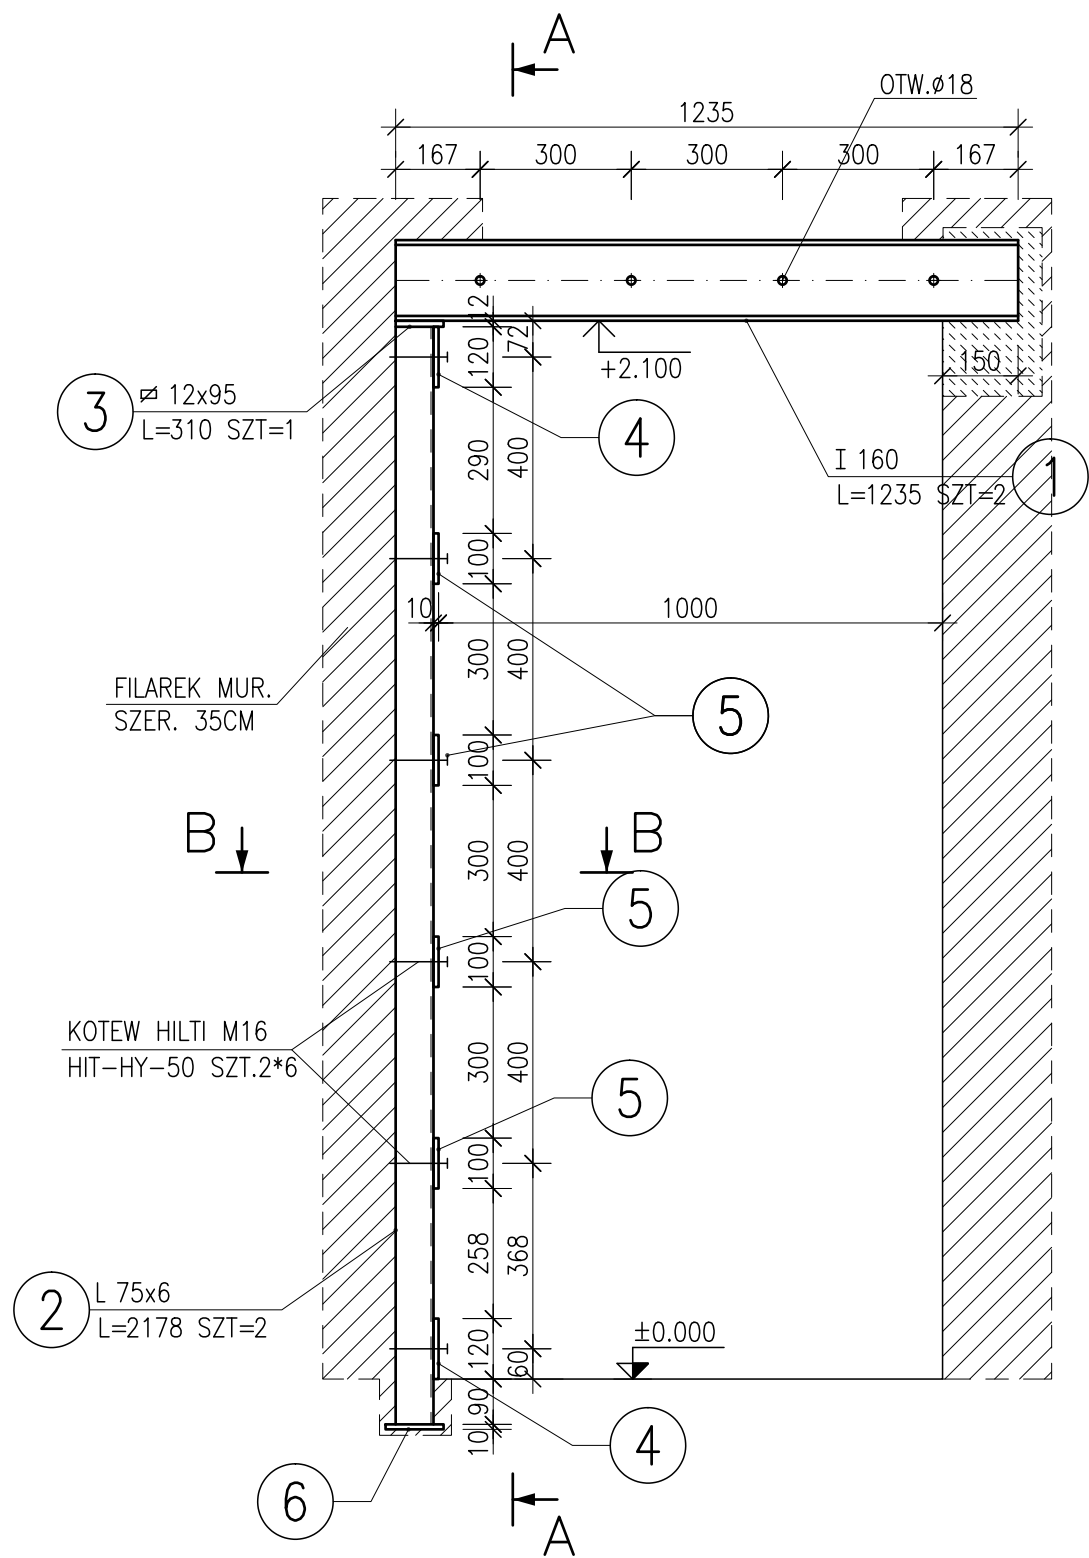 A
OTW.ø18
1235
167 300 300 300 167
12
120
72
+2.100
150
3
12x95
L=310 SZT=1
4
290
400
I 160
L=1235 SZT=2
1
100
10
1000
300
400
FILAREK MUR.
SZER. 35CM
5
100
B
B
300
400
5
100
KOTEW HILTI M16
HIT-HY-50 SZT.2*6
300
400
5
100
258
368
2
L 75x6
L=2178 SZT=2
±0.000
120
60
90
10
4
6
A